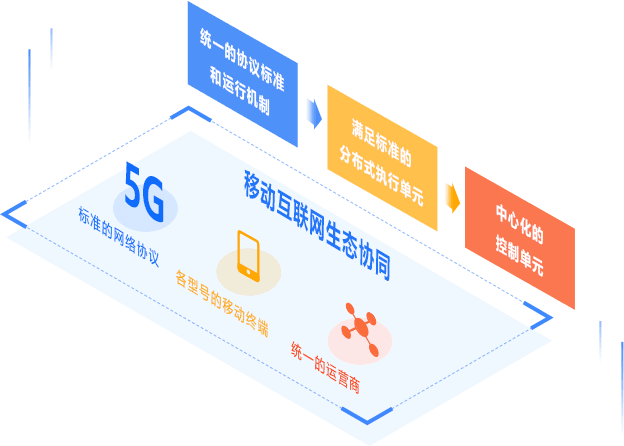 统一的协议标准
和运行机制
满足标准的
分布式执行单元
中心化的
控制单元
移动互联网生态协同
5G
标准的网络协议
各型号的移动终端
统一的运营商